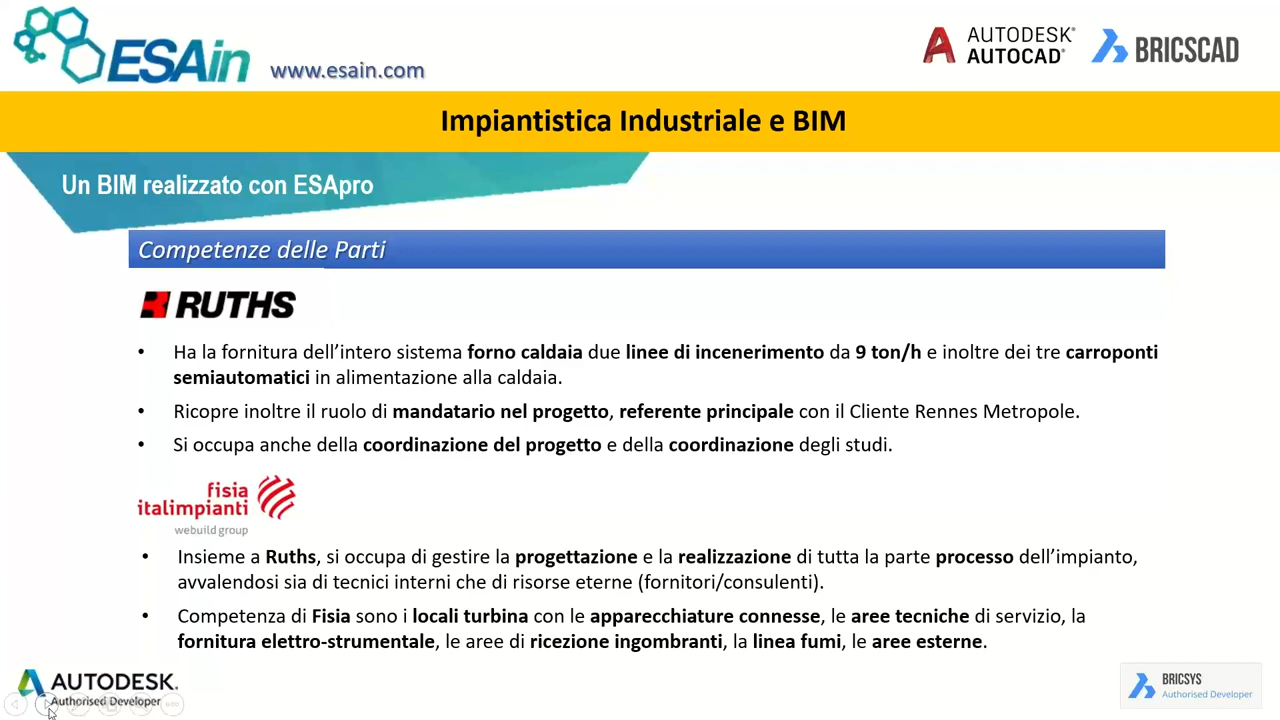 ESAin www.esain.com
AUTODESK® AUTOCAD®
BRICSCAD
Impiantistica Industriale e BIM
Un BIM realizzato con ESApro
Competenze delle Parti
RUTHS
• Ha la fornitura dell’intero sistema forno caldaia due linee di incenerimento da 9 ton/h e inoltre dei tre carroponti
semiautomatici in alimentazione alla caldaia.
• Ricopre inoltre il ruolo di mandatario nel progetto, referente principale con il Cliente Rennes Metropole.
• Si occupa anche della coordinazione del progetto e della coordinazione degli studi.
fisia
italimpianti
webuild group
• Insieme a Ruths, si occupa di gestire la progettazione e la realizzazione di tutta la parte processo dell’impianto,
avvalendosi sia di tecnici interni che di risorse eterne (fornitori/consulenti).
• Competenza di Fisia sono i locali turbina con le apparecchiature connesse, le aree tecniche di servizio, la
fornitura elettro-strumentale, le aree di ricezione ingombranti, la linea fumi, le aree esterne.
AUTODESK.
Authorised Developer
BRICSYS
Authorised Developer